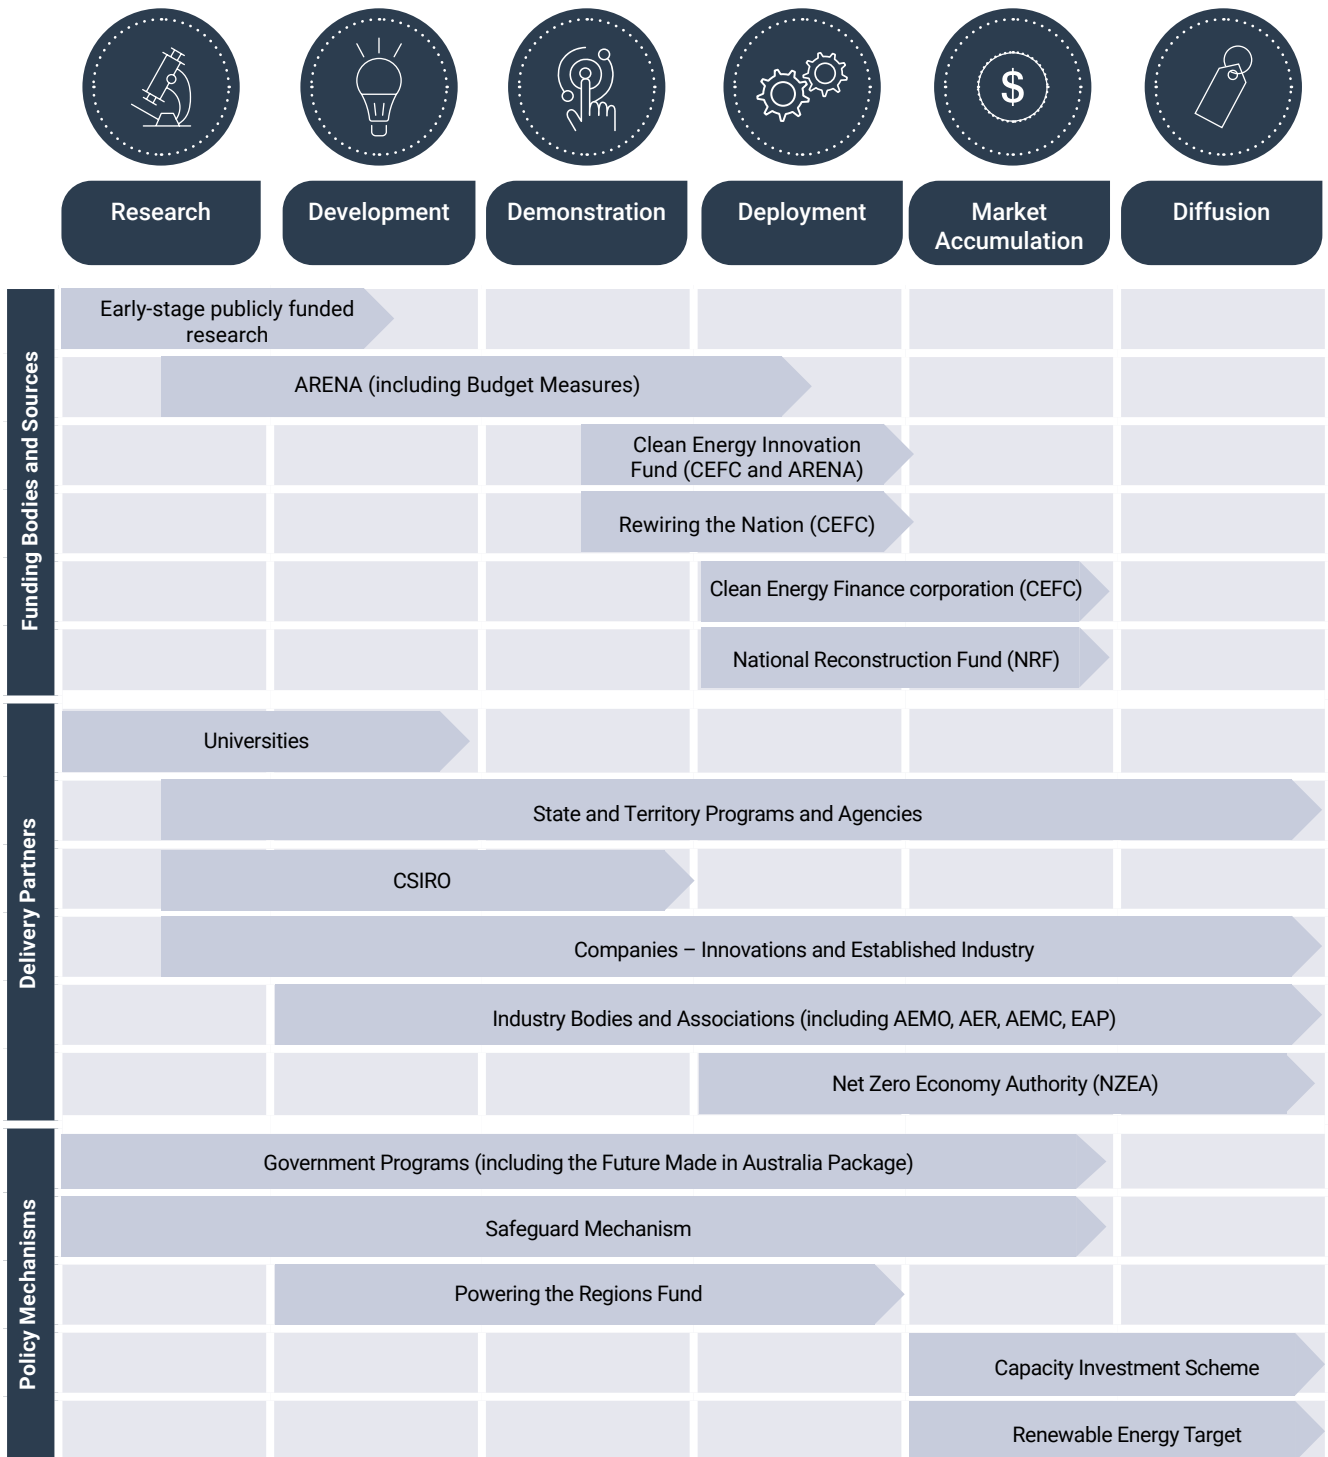 $
Research
Development
Demonstration
Deployment
Market
Accumulation
Diffusion
Funding Bodies and Sources
Early-stage publicly funded
research
ARENA (including Budget Measures)
Clean Energy Innovation
Fund (CEFC and ARENA)
Rewiring the Nation (CEFC)
Clean Energy Finance corporation (CEFC)
National Reconstruction Fund (NRF)
Delivery Partners
Universities
State and Territory Programs and Agencies
CSIRO
Companies – Innovations and Established Industry
Industry Bodies and Associations (including AEMO, AER, AEMC, EAP)
Net Zero Economy Authority (NZEA)
Policy Mechanisms
Government Programs (including the Future Made in Australia Package)
Safeguard Mechanism
Powering the Regions Fund
Capacity Investment Scheme
Renewable Energy Target